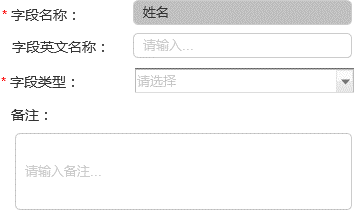 * 字段名称： 姓名
字段英文名称： 请输入...
* 字段类型： 请选择
备注：
请输入备注...